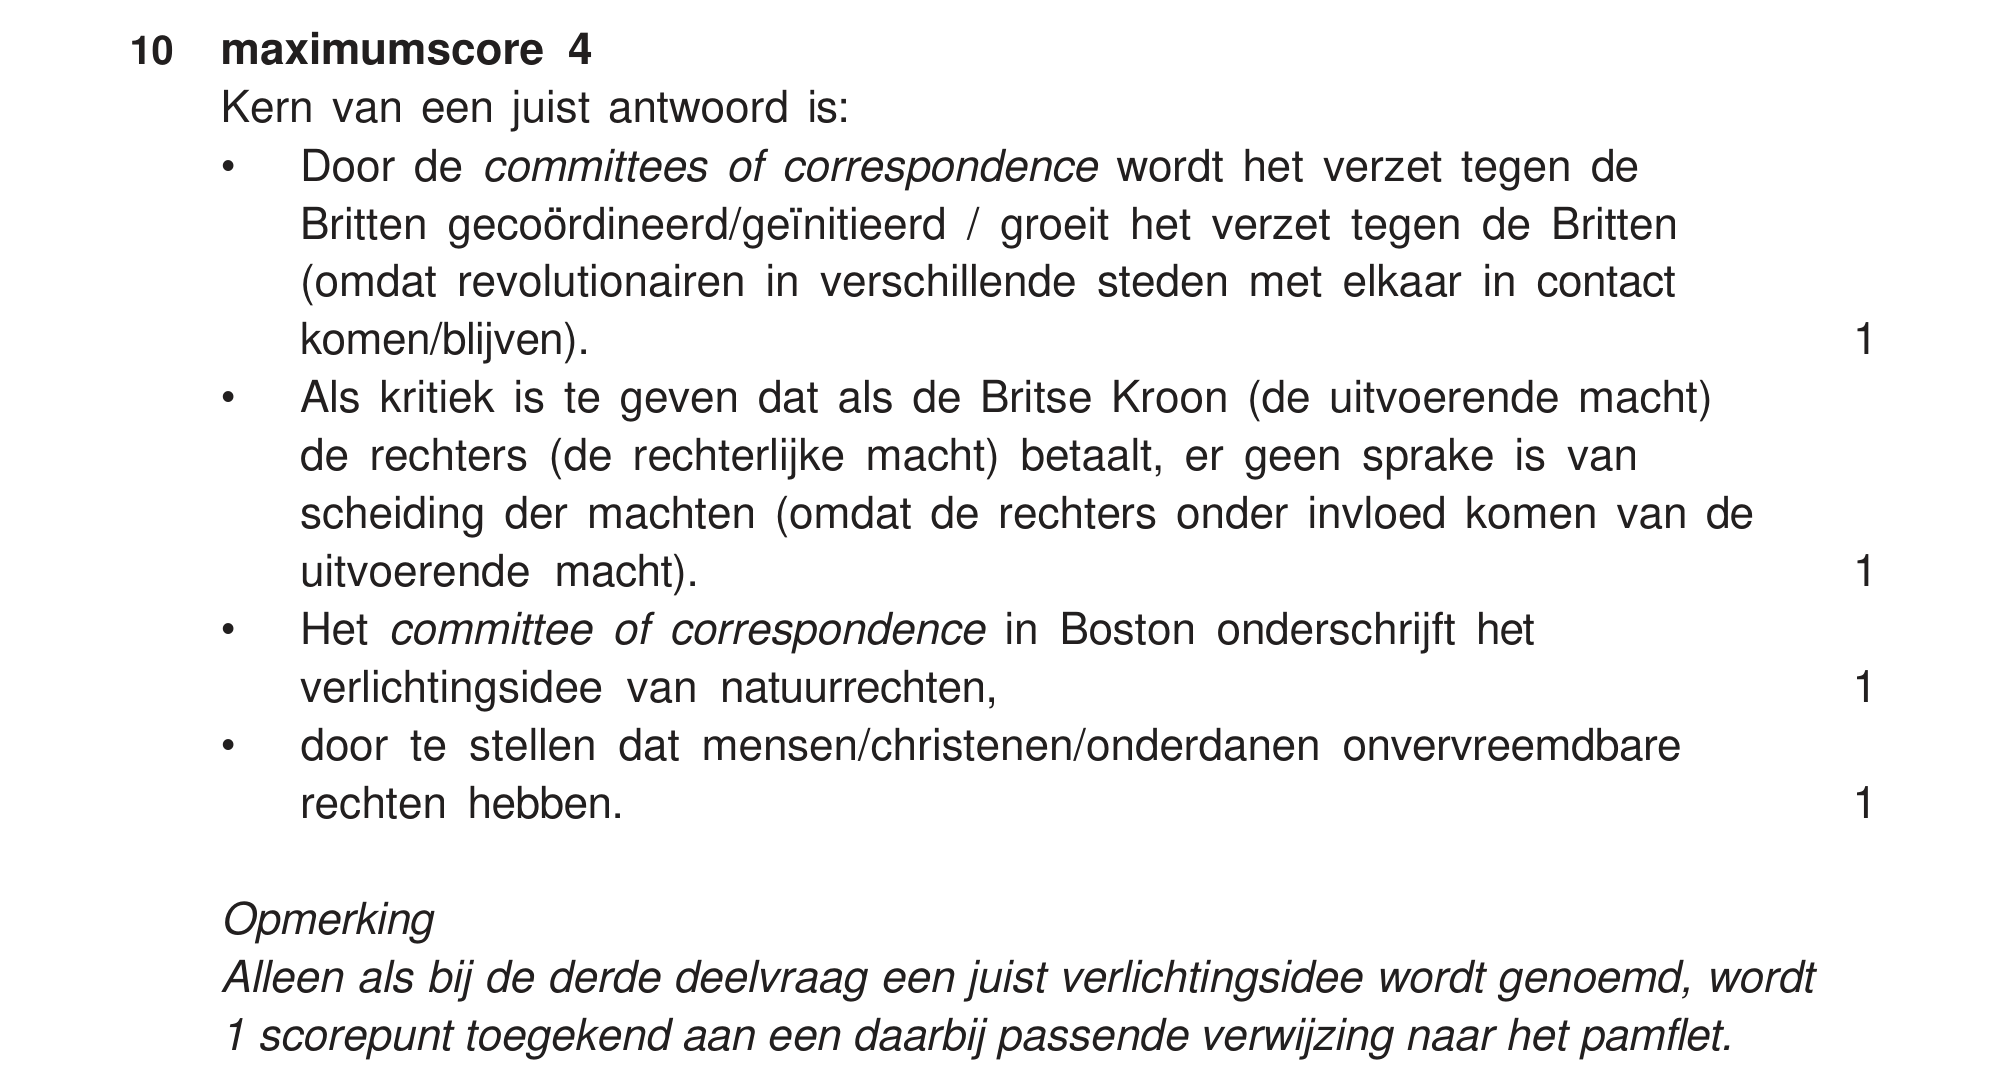 10 maximumscore 4
Kern van een juist antwoord is:
• Door de committees of correspondence wordt het verzet tegen de
Britten gecoördineerd/geïnitieerd / groeit het verzet tegen de Britten
(omdat revolutionairen in verschillende steden met elkaar in contact
komen/blijven). 1
• Als kritiek is te geven dat als de Britse Kroon (de uitvoerende macht)
de rechters (de rechterlijke macht) betaalt, er geen sprake is van
scheiding der machten (omdat de rechters onder invloed komen van de
uitvoerende macht). 1
• Het committee of correspondence in Boston onderschrijft het
verlichtingsidee van natuurrechten, 1
• door te stellen dat mensen/christenen/onderdanen onvervreemdbare
rechten hebben. 1
Opmerking
Alleen als bij de derde deelvraag een juist verlichtingsidee wordt genoemd, wordt
1 scorepunt toegekend aan een daarbij passende verwijzing naar het pamflet.